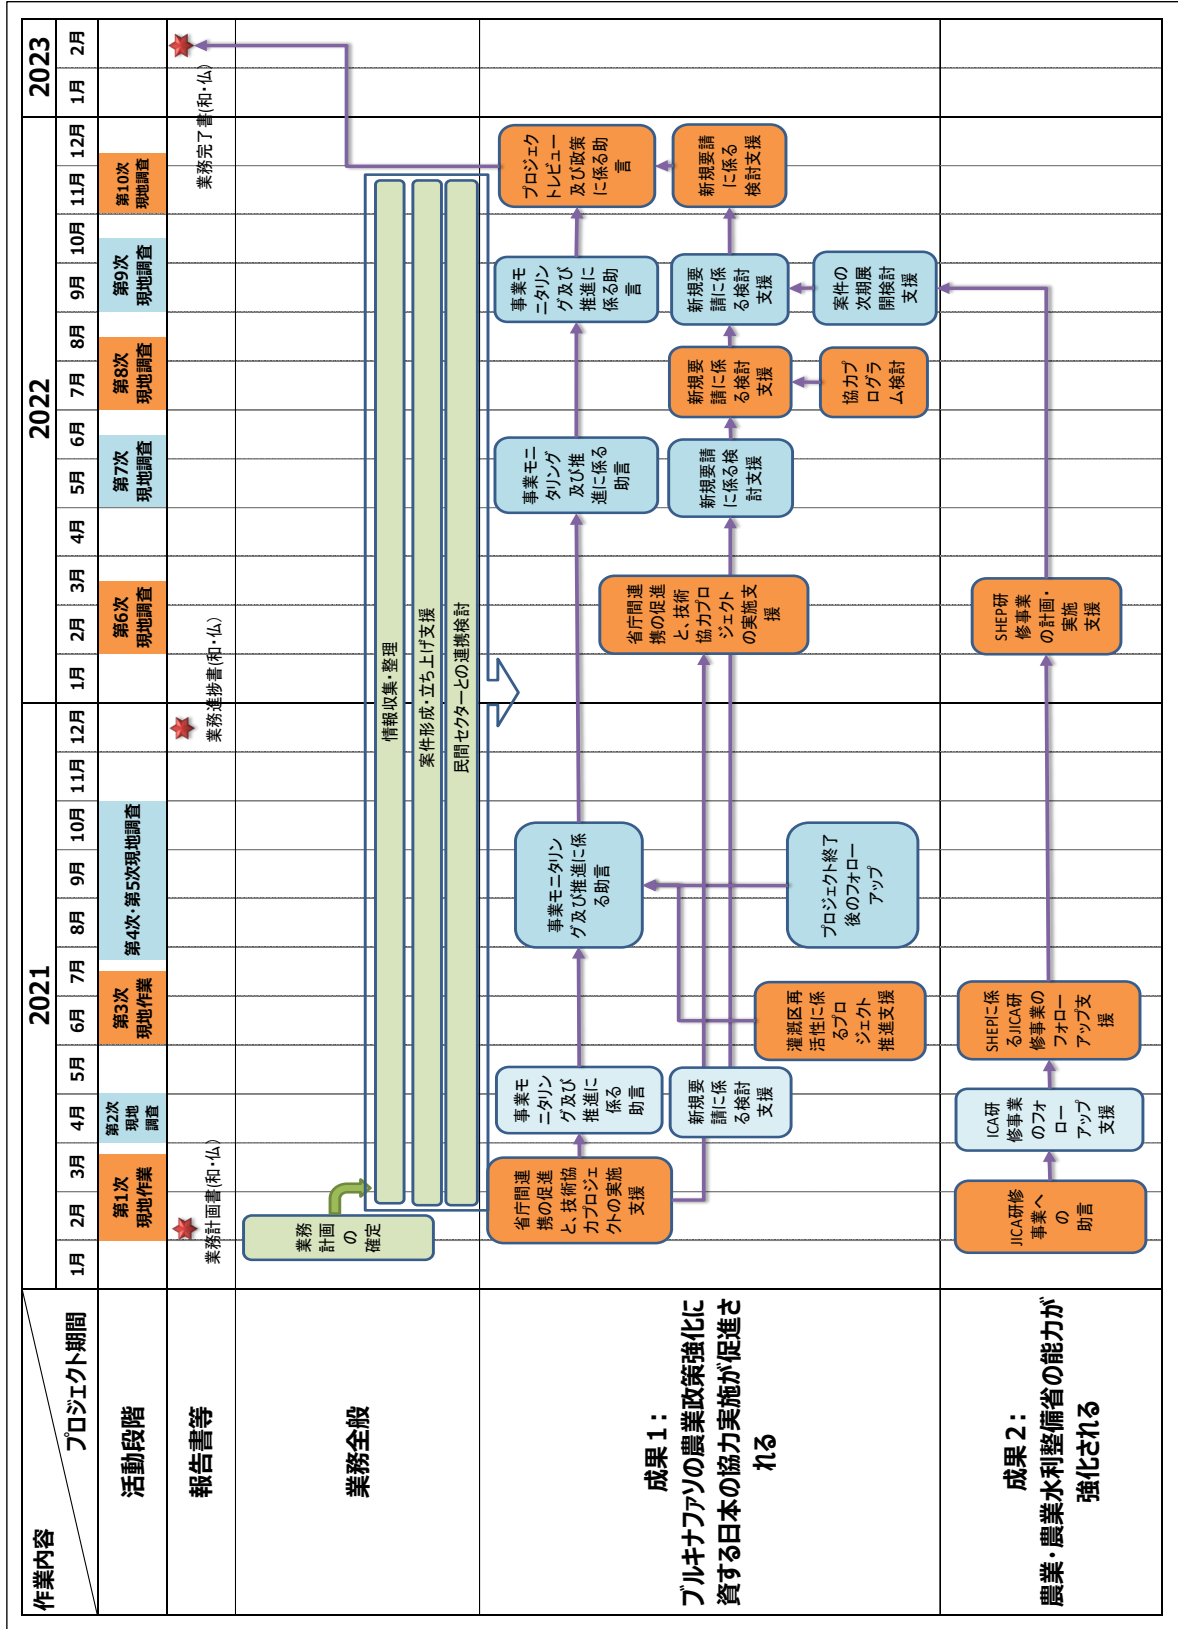 作業内容
プロジェクト期間
2021
2022
2023
1月
2月
3月
4月
5月
6月
7月
8月
9月
10月
11月
12月
1月
2月
3月
4月
5月
6月
7月
8月
9月
10月
11月
12月
1月
2月
活動段階
第1次
現地作業
第2次
現地
調査
第3次
現地作業
第4次・第5次現地調査
第6次
現地調査
第7次
現地調査
第8次
現地調査
第9次
現地調査
第10次
現地調査
報告書等
業務計画書(和・仏)
業務進捗書(和・仏)
業務完了書(和・仏)
業務全般
業務
計画
の
確定
情報収集・整理
案件形成・立ち上げ支援
民間セクターとの連携検討
成果1：
ブルキナファソの農業政策強化に
資する日本の協力実施が促進さ
れる
省庁間連
携の促進
と、技術協
力プロジェ
クトの実施
支援
事業モ
ニタリン
グ及び
推進に
係る
助言
事業モニタリン
グ及び推進に係
る助言
事業モニ
タリング
及び推
進に係る
助言
事業モ
ニタリン
グ及び
推進に
係る助
言
プロジェク
トレビュー
及び政策
に係る助
言
新規要
請に係
る検討
支援
省庁間連
携の促進
と、技術
協力プロ
ジェクト
の実施支
援
新規要請
に係る検
討支援
新規要
請に係
る検討
支援
新規要
請に係
る検討
支援
新規要請
に係る
検討支援
灌漑区再
活性に係
るプロ
ジェクト
推進支援
プロジェクト終了
後のフォロー
アップ
協力プ
ログラ
ム検討
案件の
次期展
開検討
支援
成果2：
農業・農業水利整備省の能力が
強化される
JICA研修
事業へ
の
助言
ICA研
修事業
のフォ
ロー
アップ
支援
SHEPに係
るJICA研
修事業の
フォロー
アップ支
援
SHEP研
修事業
の計画・
実施
支援